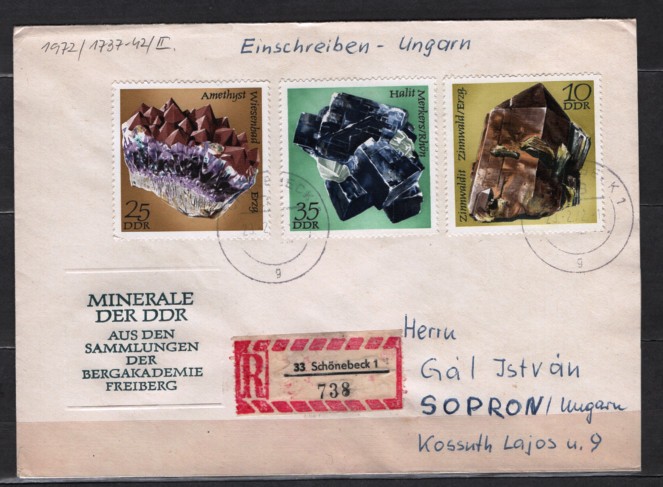 1972/1737-42/II.
Einschreiben - Ungarn
Amethyst
Wiesenbad Erzg.
25
DDR
Halit
Merkers/Rhön
35
DDR
Zinnwaldit Zinnwald/Erzg.
10
DDR
g
g
MINERALE
DER DDR
AUS DEN
SAMMLUNGEN
DER
BERGAKADEMIE
FREIBERG
R
33 Schönebeck 1
738
Herrn
Gál István
SOPRON/Ungarn
Kossuth Lajos u. 9